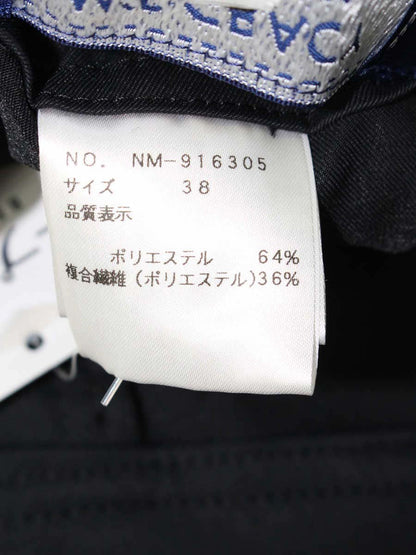 NO. NM-916305
サイズ 38
品質表示
ポリエステル 64%
複合繊維(ポリエステル)36%